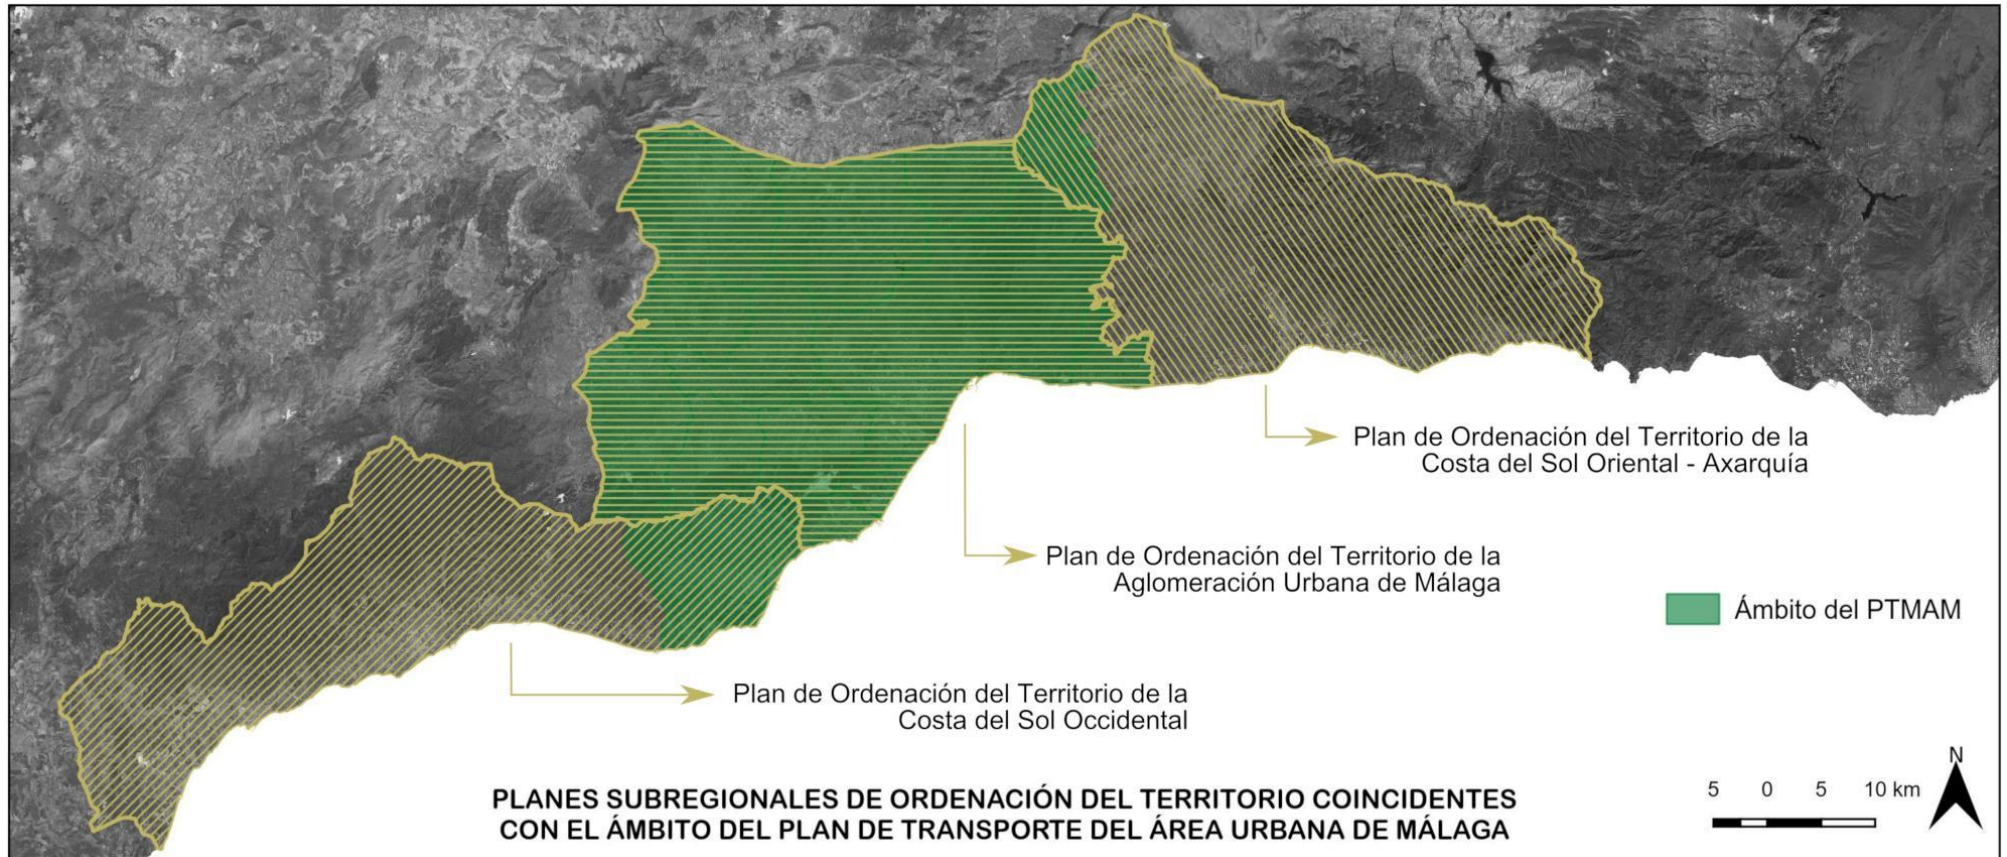 Plan de Ordenación del Territorio de la
Costa del Sol Oriental - Axarquía
Plan de Ordenación del Territorio de la
Aglomeración Urbana de Málaga
Ámbito del PTMAM
Plan de Ordenación del Territorio de la
Costa del Sol Occidental
N
5 0 5 10 km
PLANES SUBREGIONALES DE ORDENACIÓN DEL TERRITORIO COINCIDENTES
CON EL ÁMBITO DEL PLAN DE TRANSPORTE DEL ÁREA URBANA DE MÁLAGA